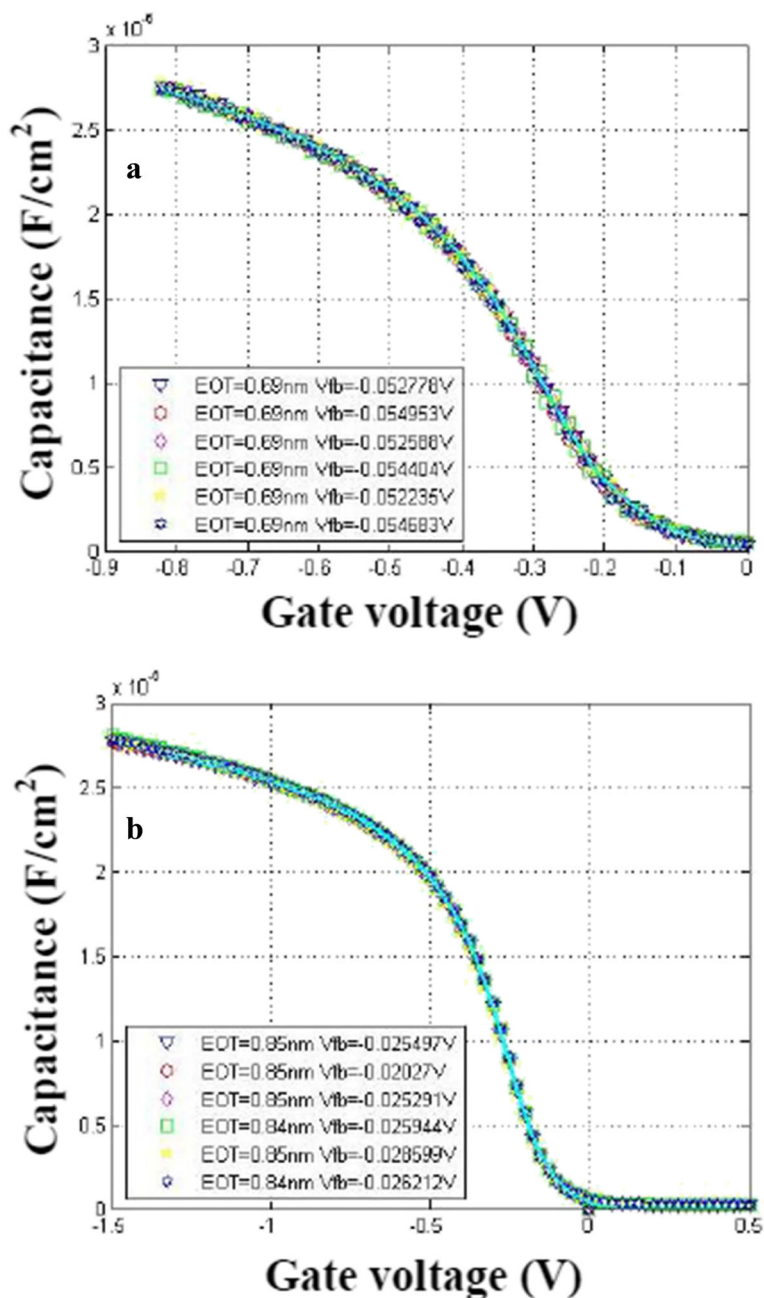 x 10⁻⁶
3
2.5
2
1.5
1
0.5
0
Capacitance (F/cm²)
a
EOT=0.69nm Vfb=-0.052778V
EOT=0.69nm Vfb=-0.054953V
EOT=0.69nm Vfb=-0.052588V
EOT=0.69nm Vfb=-0.054404V
EOT=0.69nm Vfb=-0.052235V
EOT=0.69nm Vfb=-0.054683V
-0.9 -0.8 -0.7 -0.6 -0.5 -0.4 -0.3 -0.2 -0.1 0
Gate voltage (V)
x 10⁻⁶
3
2.5
2
1.5
1
0.5
0
Capacitance (F/cm²)
b
EOT=0.85nm Vfb=-0.025497V
EOT=0.85nm Vfb=-0.02027V
EOT=0.85nm Vfb=-0.025291V
EOT=0.84nm Vfb=-0.025944V
EOT=0.85nm Vfb=-0.028599V
EOT=0.84nm Vfb=-0.026212V
-1.5 -1 -0.5 0 0.5
Gate voltage (V)